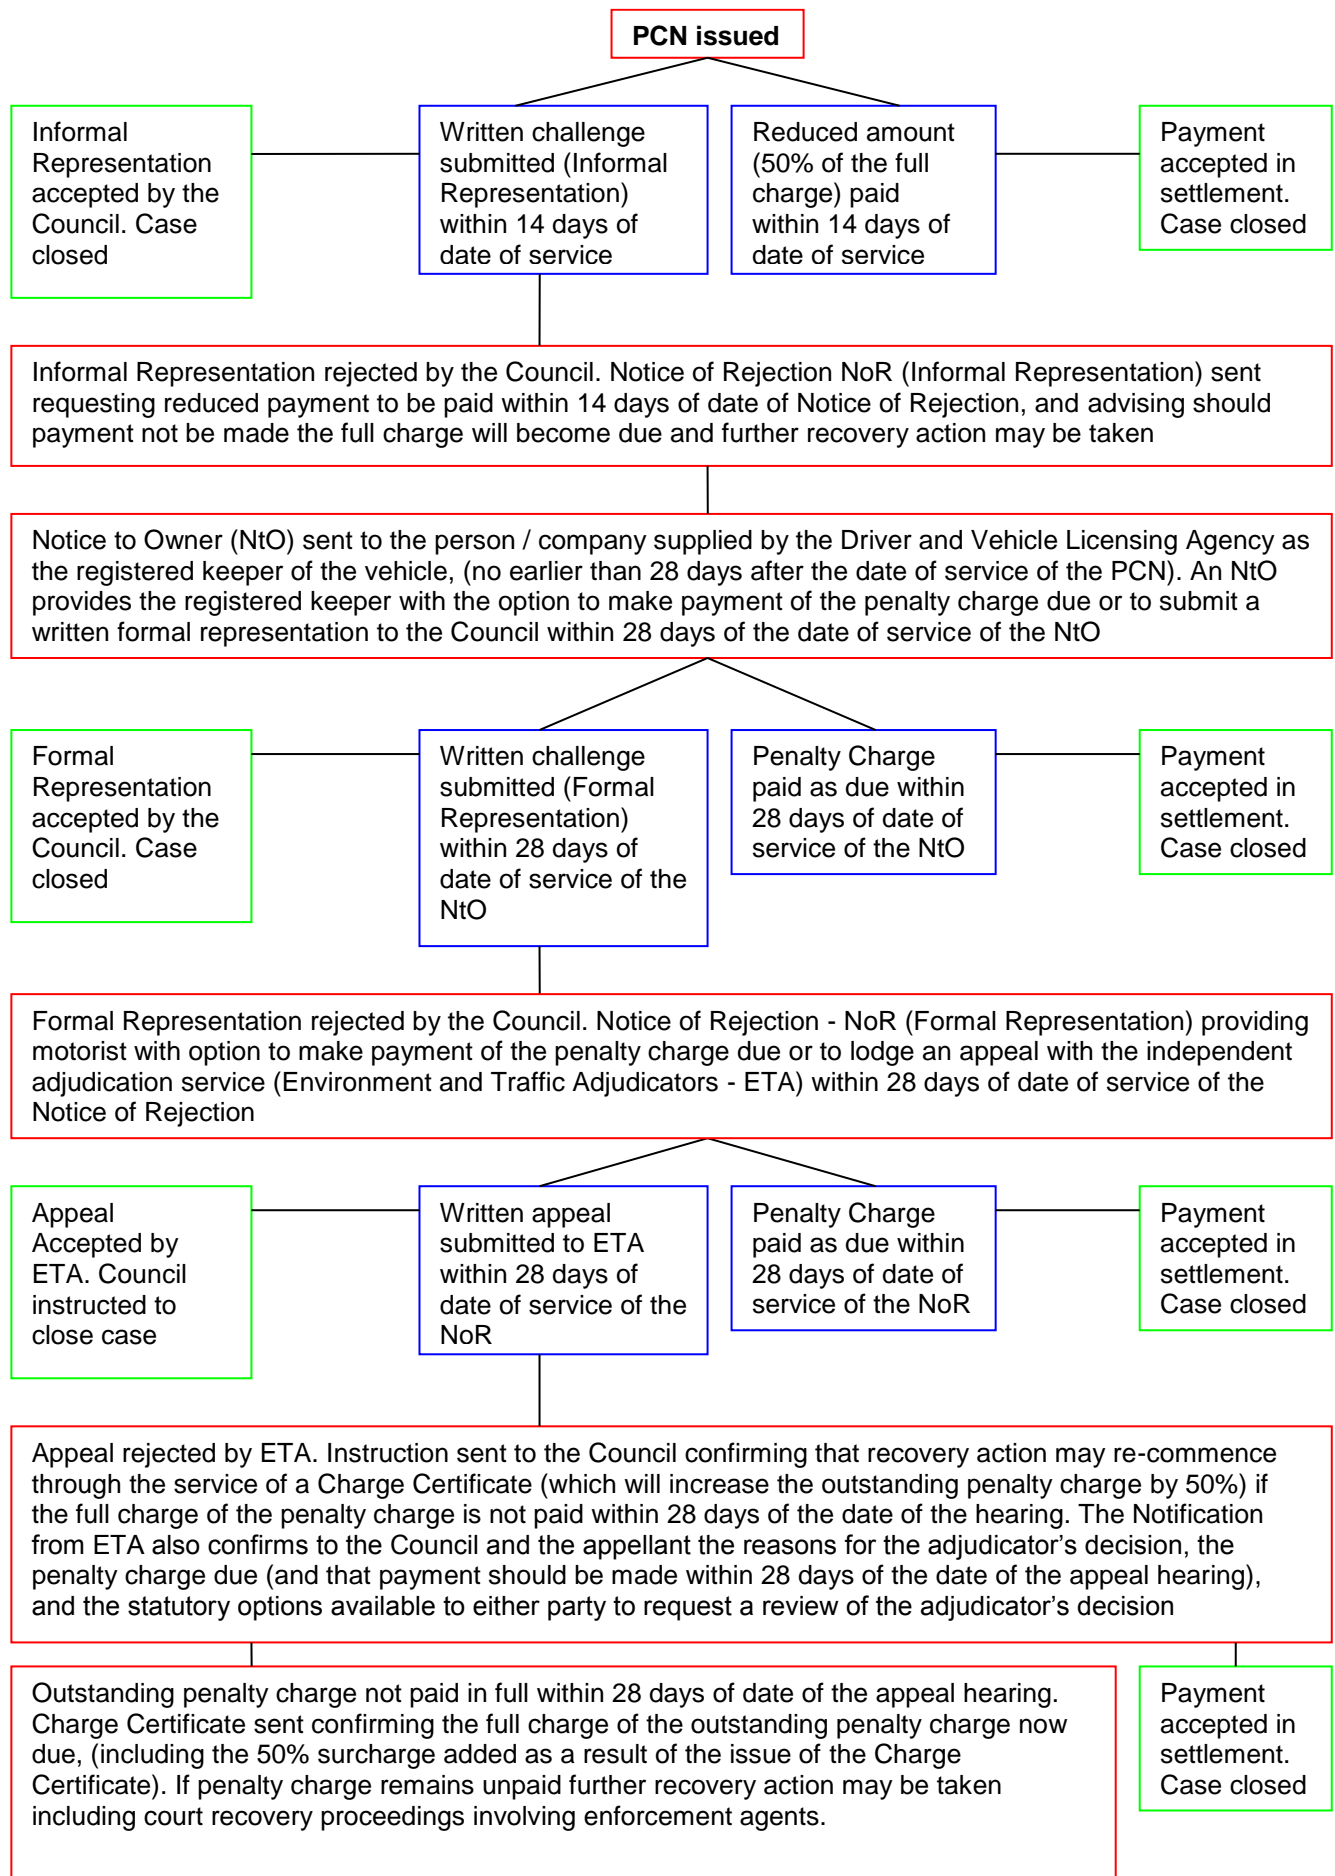 PCN issued
Informal
Representation
accepted by the
Council. Case
closed
Written challenge
submitted (Informal
Representation)
within 14 days of
date of service
Reduced amount
(50% of the full
charge) paid
within 14 days of
date of service
Payment
accepted in
settlement.
Case closed
Informal Representation rejected by the Council. Notice of Rejection NoR (Informal Representation) sent
requesting reduced payment to be paid within 14 days of date of Notice of Rejection, and advising should
payment not be made the full charge will become due and further recovery action may be taken
Notice to Owner (NtO) sent to the person / company supplied by the Driver and Vehicle Licensing Agency as
the registered keeper of the vehicle, (no earlier than 28 days after the date of service of the PCN). An NtO
provides the registered keeper with the option to make payment of the penalty charge due or to submit a
written formal representation to the Council within 28 days of the date of service of the NtO
Formal
Representation
accepted by the
Council. Case
closed
Written challenge
submitted (Formal
Representation)
within 28 days of
date of service of the
NtO
Penalty Charge
paid as due within
28 days of date of
service of the NtO
Payment
accepted in
settlement.
Case closed
Formal Representation rejected by the Council. Notice of Rejection - NoR (Formal Representation) providing
motorist with option to make payment of the penalty charge due or to lodge an appeal with the independent
adjudication service (Environment and Traffic Adjudicators - ETA) within 28 days of date of service of the
Notice of Rejection
Appeal
Accepted by
ETA. Council
instructed to
close case
Written appeal
submitted to ETA
within 28 days of
date of service of the
NoR
Penalty Charge
paid as due within
28 days of date of
service of the NoR
Payment
accepted in
settlement.
Case closed
Appeal rejected by ETA. Instruction sent to the Council confirming that recovery action may re-commence
through the service of a Charge Certificate (which will increase the outstanding penalty charge by 50%) if
the full charge of the penalty charge is not paid within 28 days of the date of the hearing. The Notification
from ETA also confirms to the Council and the appellant the reasons for the adjudicator’s decision, the
penalty charge due (and that payment should be made within 28 days of the date of the appeal hearing),
and the statutory options available to either party to request a review of the adjudicator’s decision
Outstanding penalty charge not paid in full within 28 days of date of the appeal hearing.
Charge Certificate sent confirming the full charge of the outstanding penalty charge now
due, (including the 50% surcharge added as a result of the issue of the Charge
Certificate). If penalty charge remains unpaid further recovery action may be taken
including court recovery proceedings involving enforcement agents.
Payment
accepted in
settlement.
Case closed